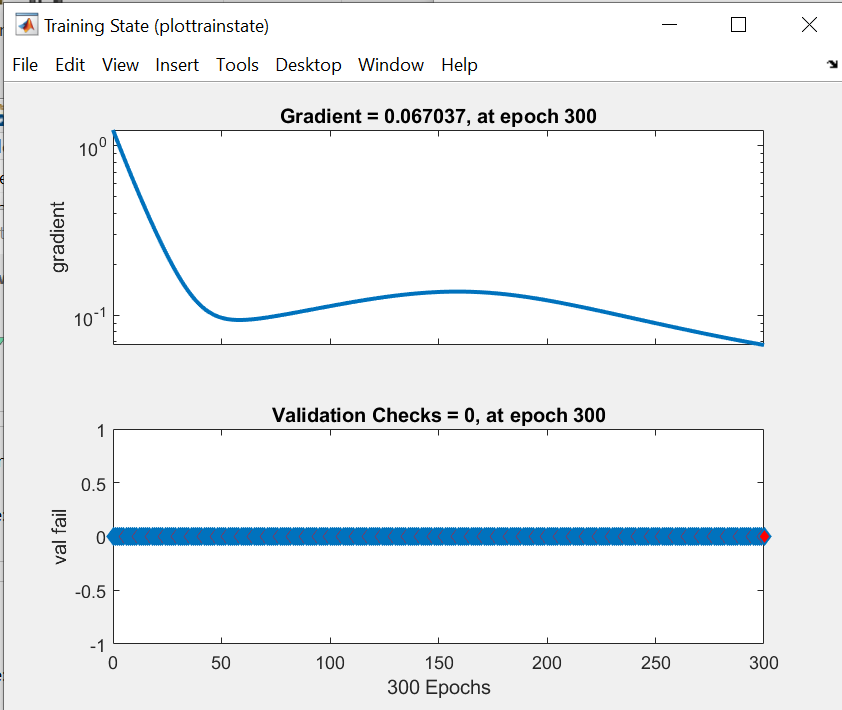 Training State (plottrainstate)
File Edit View Insert Tools Desktop Window Help
Gradient = 0.067037, at epoch 300
10^0
gradient
10^-1
Validation Checks = 0, at epoch 300
1
0.5
val fail
0
-0.5
-1
0 50 100 150 200 250 300
300 Epochs